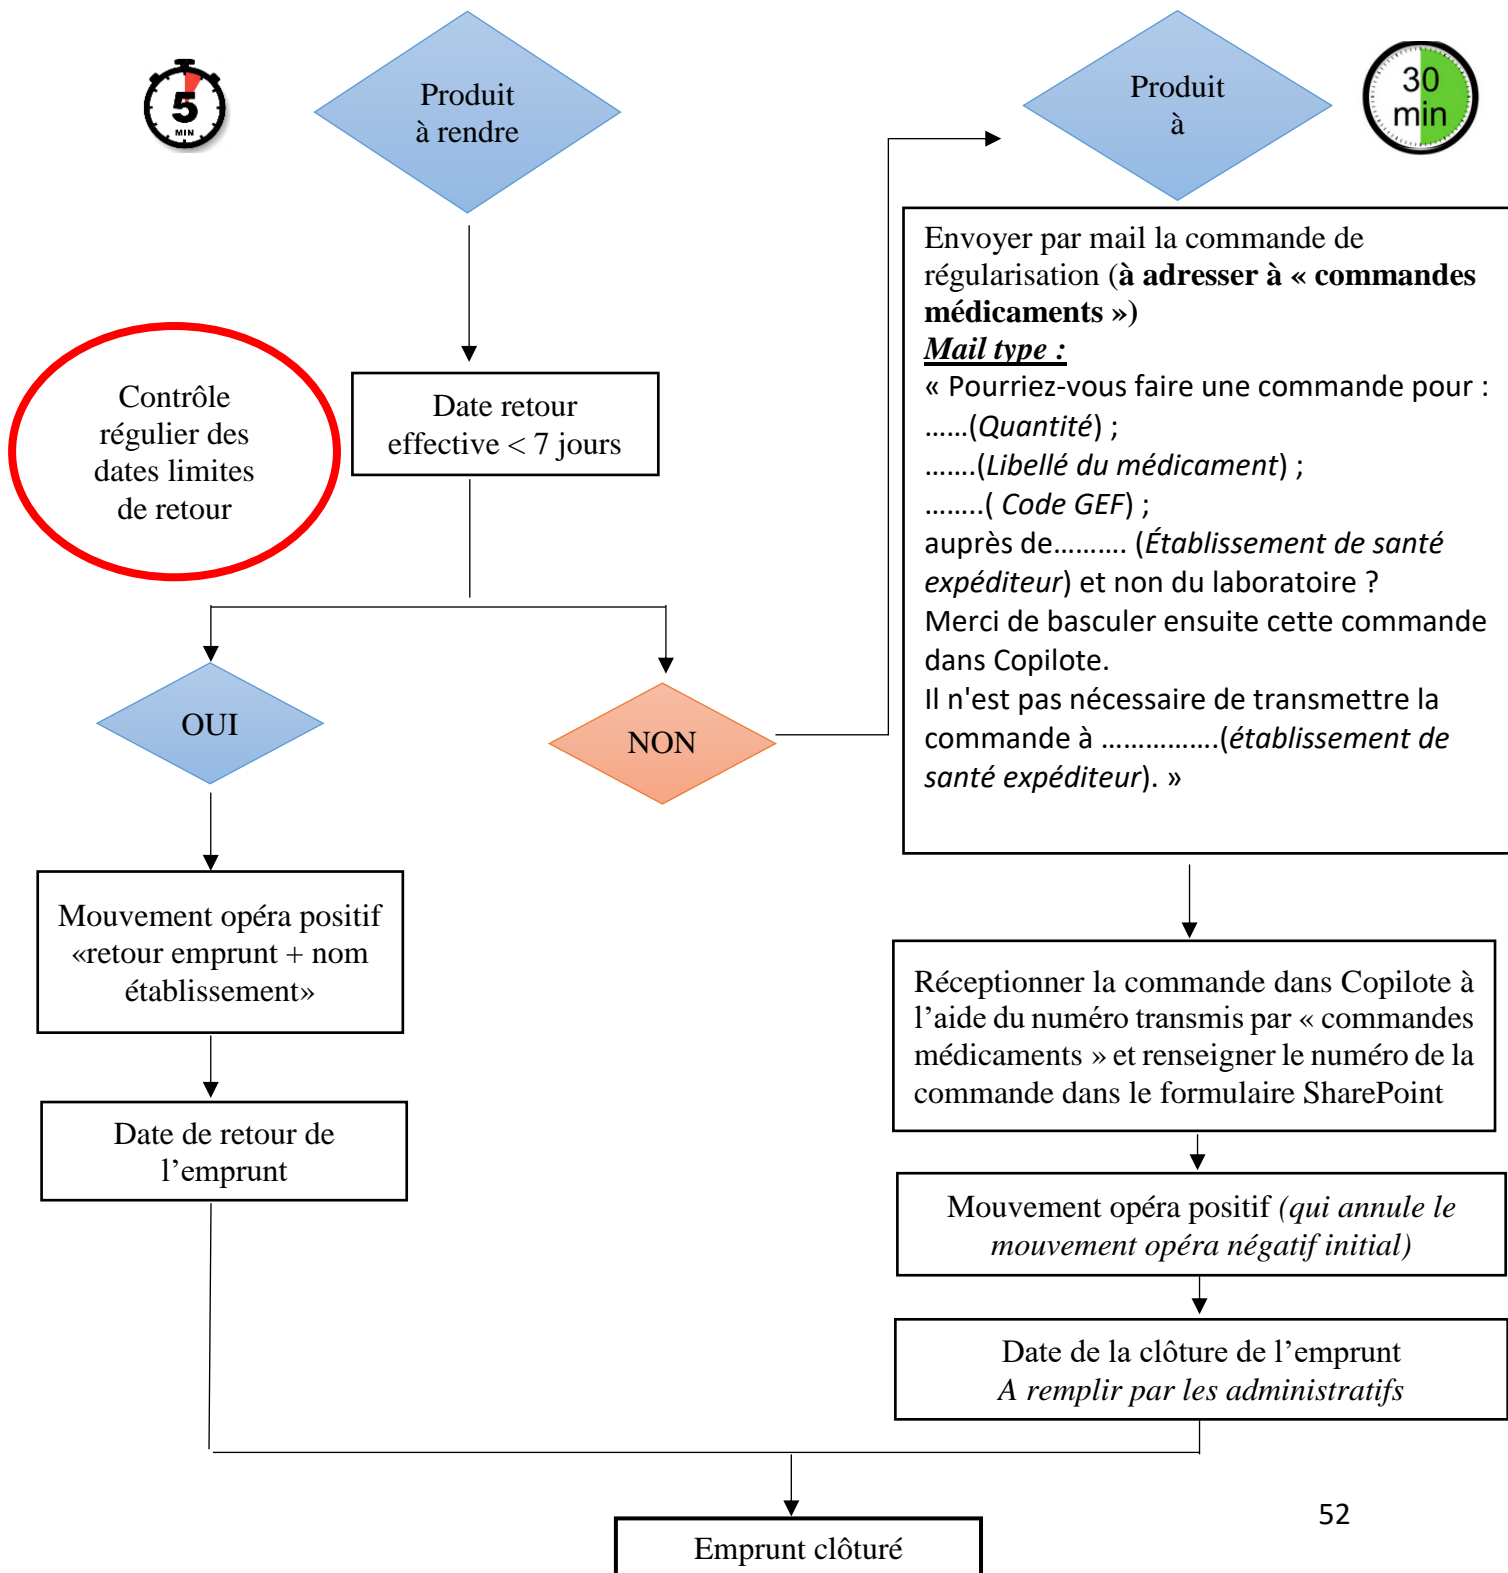 5
MIN
Produit
à rendre
Produit
à
30
min
Contrôle
régulier des
dates limites
de retour
Date retour
effective < 7 jours
OUI
NON
Mouvement opéra positif
«retour emprunt + nom
établissement»
Date de retour de
l’emprunt
Envoyer par mail la commande de
régularisation (à adresser à « commandes
médicaments »)
Mail type :
« Pourriez-vous faire une commande pour :
……(Quantité) ;
…….(Libellé du médicament) ;
……..( Code GEF) ;
auprès de………. (Établissement de santé
expéditeur) et non du laboratoire ?
Merci de basculer ensuite cette commande
dans Copilote.
Il n'est pas nécessaire de transmettre la
commande à …………….(établissement de
santé expéditeur). »
Réceptionner la commande dans Copilote à
l’aide du numéro transmis par « commandes
médicaments » et renseigner le numéro de la
commande dans le formulaire SharePoint
Mouvement opéra positif (qui annule le
mouvement opéra négatif initial)
Date de la clôture de l’emprunt
A remplir par les administratifs
Emprunt clôturé
52